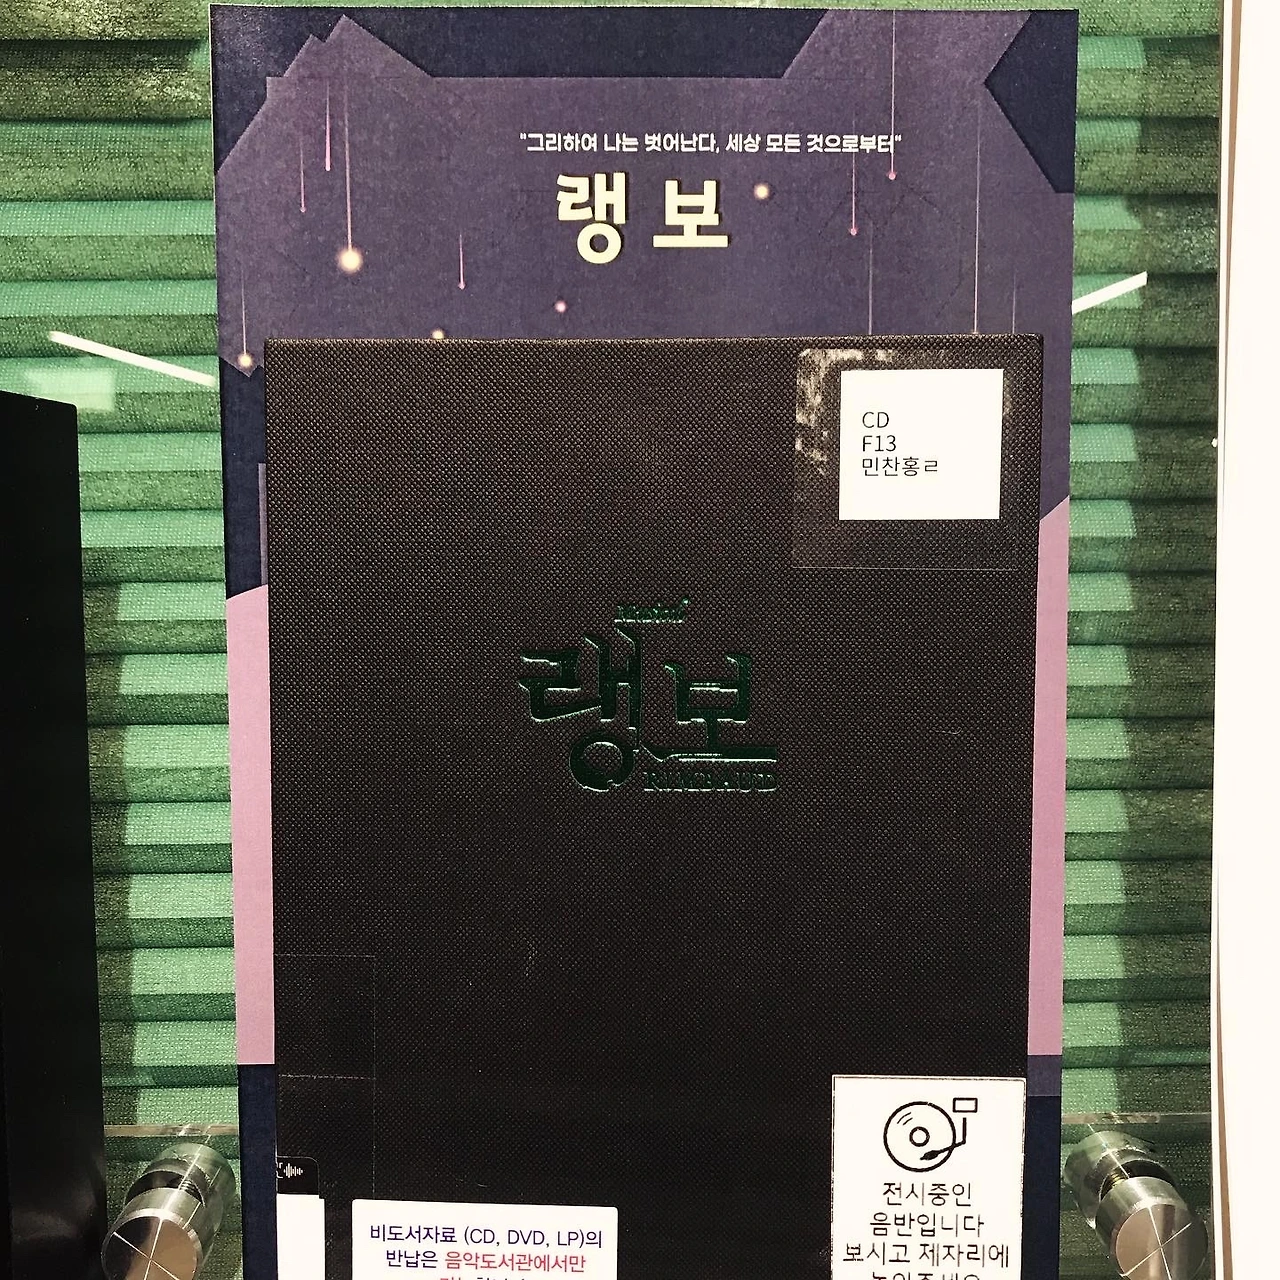 "그리하여 나는 벗어난다, 세상 모든 것으로부터"
랭 보
CD
F13
민찬홍ㄹ
Musical
랭보
RIMBAUD
전시중인
음반입니다
보시고 제자리에
비도서자료 (CD, DVD, LP)의
반납은 음악도서관에서만